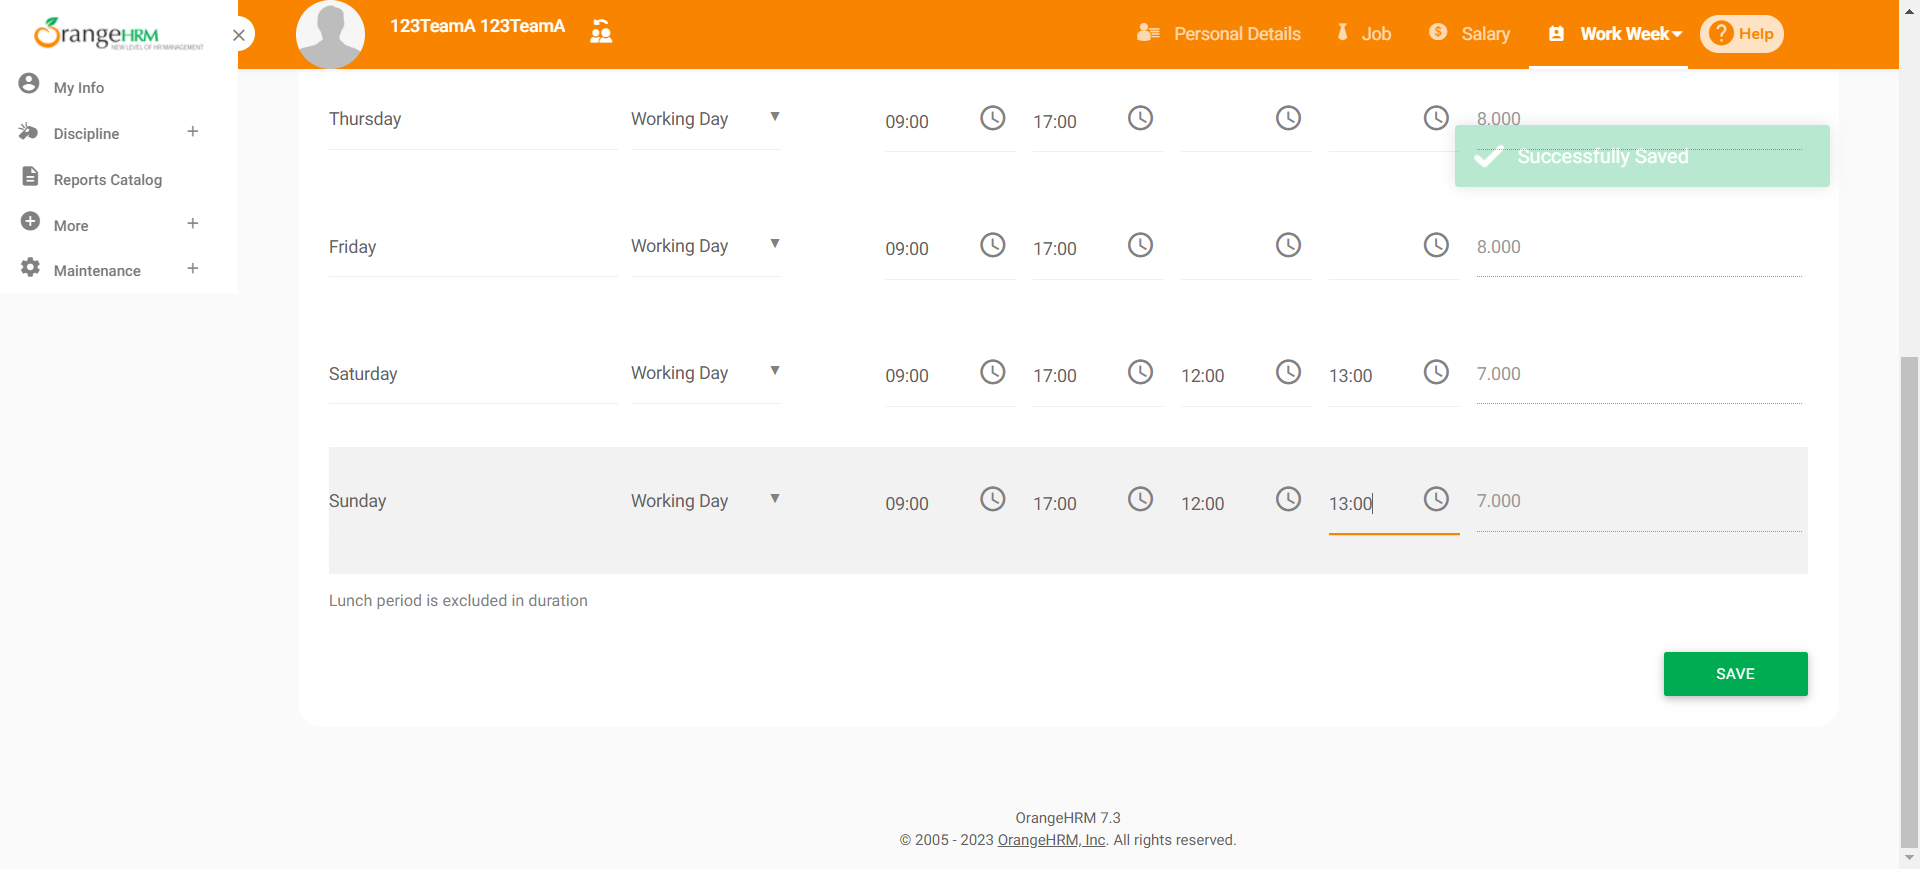 OrangeHRM
NEW LEVEL OF HR MANAGEMENT
123TeamA 123TeamA
Personal Details
Job
Salary
Work Week
Help
My Info
Discipline
Reports Catalog
More
Maintenance
Thursday Working Day 09:00 17:00 8.000
Successfully Saved
Friday Working Day 09:00 17:00 8.000
Saturday Working Day 09:00 17:00 12:00 13:00 7.000
Sunday Working Day 09:00 17:00 12:00 13:00 7.000
Lunch period is excluded in duration
SAVE
OrangeHRM 7.3
© 2005 - 2023 OrangeHRM, Inc. All rights reserved.